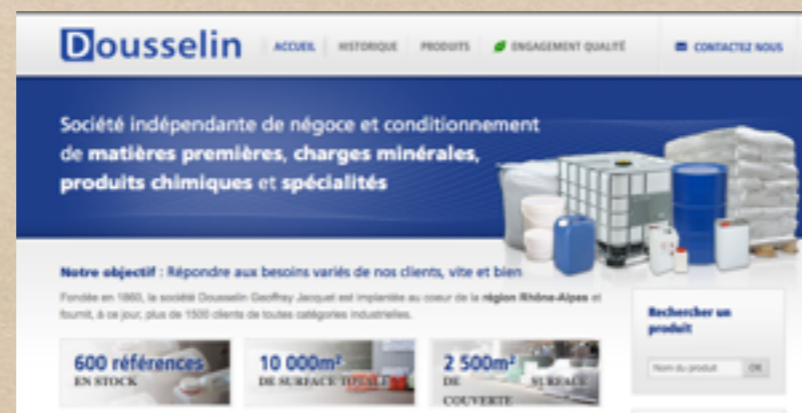 Dousselin
ACCUEIL HISTORIQUE PRODUITS ENGAGEMENT QUALITÉ CONTACTEZ NOUS
Société indépendante de négoce et conditionnement
de matières premières, charges minérales,
produits chimiques et spécialités
Notre objectif : Répondre aux besoins variés de nos clients, vite et bien
Fondée en 1860, la société Dousselin Geoffray Jacquet est implantée au coeur de la région Rhône-Alpes et
fournit, à ce jour, plus de 1500 clients de toutes catégories industrielles.
Rechercher un
produit
Nom du produit OK
600 références
EN STOCK
10 000m²
DE SURFACE TOTALE
2 500m²
DE SURFACE
COUVERTE